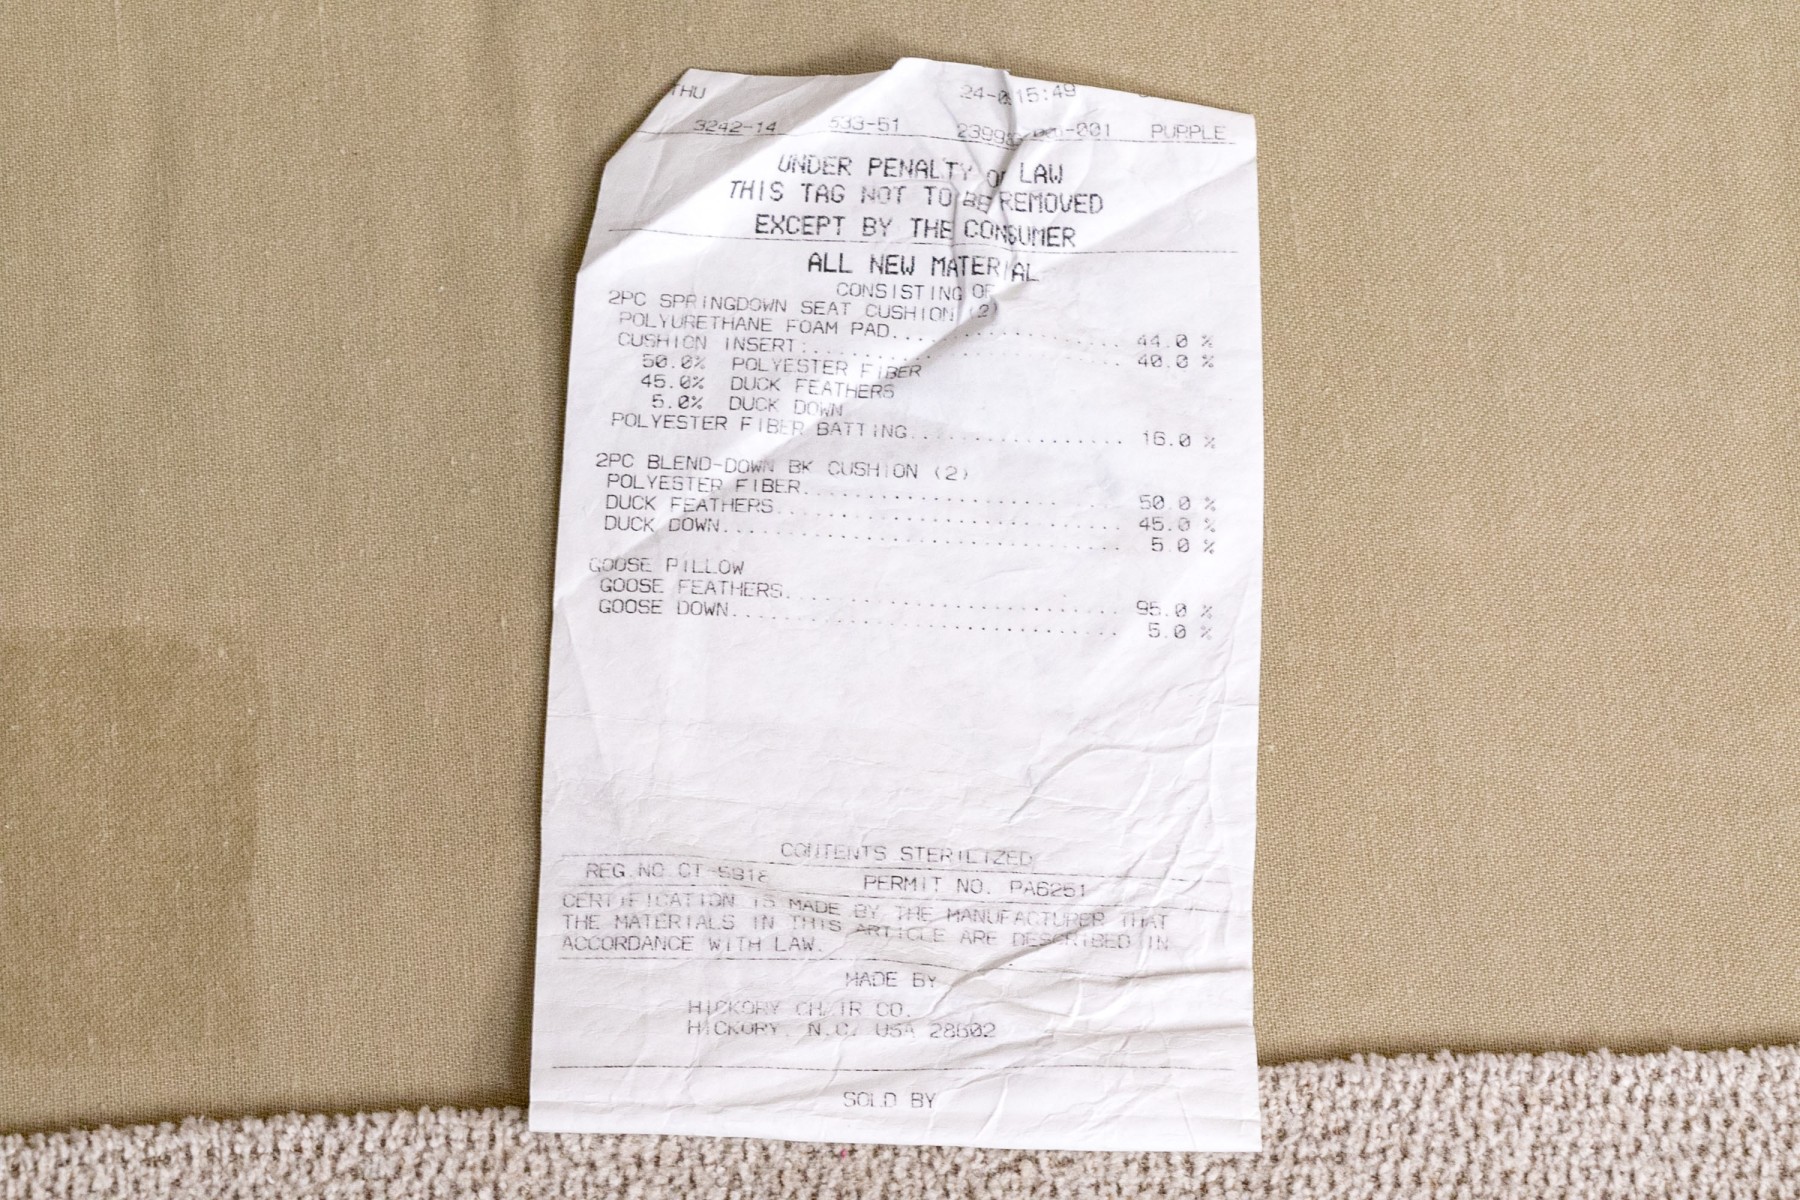 THU 15:49
3242-14 533-51 PURPLE
UNDER PENALTY OF LAW
THIS TAG NOT TO BE REMOVED
EXCEPT BY THE CONSUMER
ALL NEW MATERIAL
CONSISTING OF
2PC SPRINGDOWN SEAT CUSHION (2)
POLYURETHANE FOAM PAD.................... 44.0 %
CUSHION INSERT:.......................... 40.0 %
50.0% POLYESTER FIBER
45.0% DUCK FEATHERS
5.0% DUCK DOWN
POLYESTER FIBER BATTING.................. 16.0 %
2PC BLEND-DOWN BK CUSHION (2)
POLYESTER FIBER.......................... 50.0 %
DUCK FEATHERS............................ 45.0 %
DUCK DOWN................................ 5.0 %
GOOSE PILLOW
GOOSE FEATHERS........................... 95.0 %
GOOSE DOWN............................... 5.0 %
CONTENTS STERILIZED
REG.NO CT PERMIT NO. PA6251
CERTIFICATION IS MADE BY THE MANUFACTURER THAT
THE MATERIALS IN THIS ARTICLE ARE DESCRIBED IN
ACCORDANCE WITH LAW.
MADE BY
HICKORY CHAIR CO.
HICKORY, N.C. USA 28602
SOLD BY